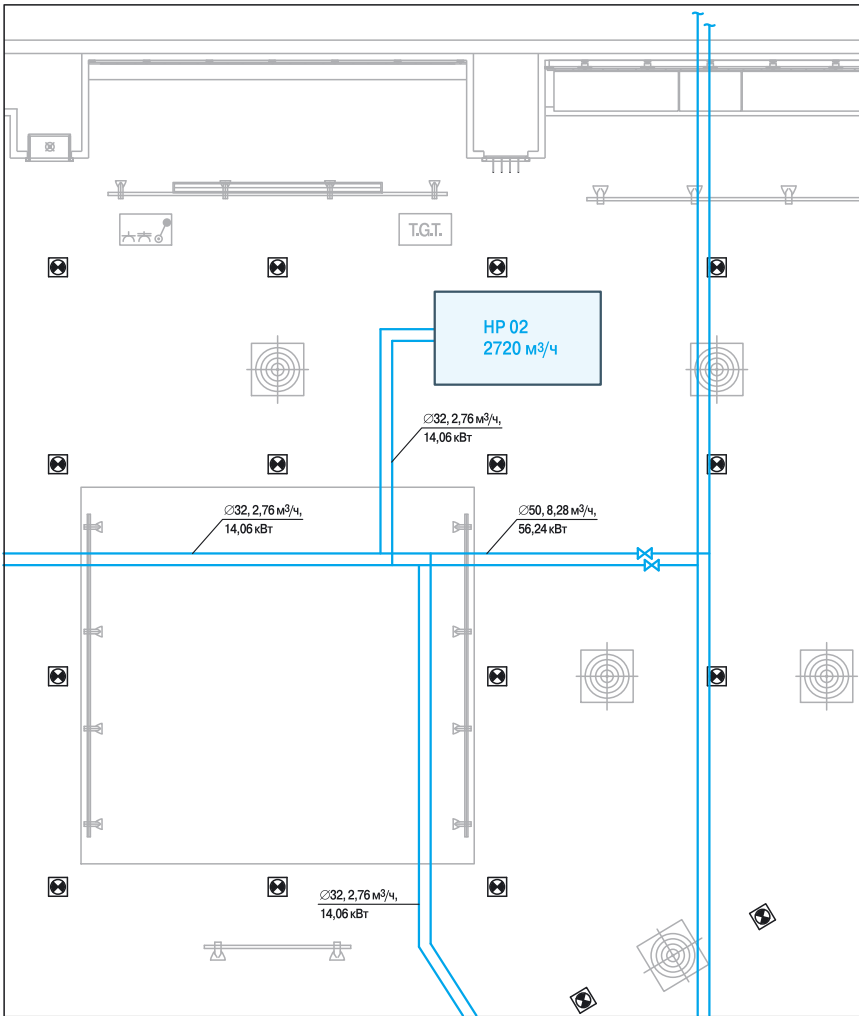 T.G.T.
HP 02
2720 м³/ч
∅32, 2,76 м³/ч,
14,06 кВт
∅32, 2,76 м³/ч,
14,06 кВт
∅50, 8,28 м³/ч,
56,24 кВт
∅32, 2,76 м³/ч,
14,06 кВт